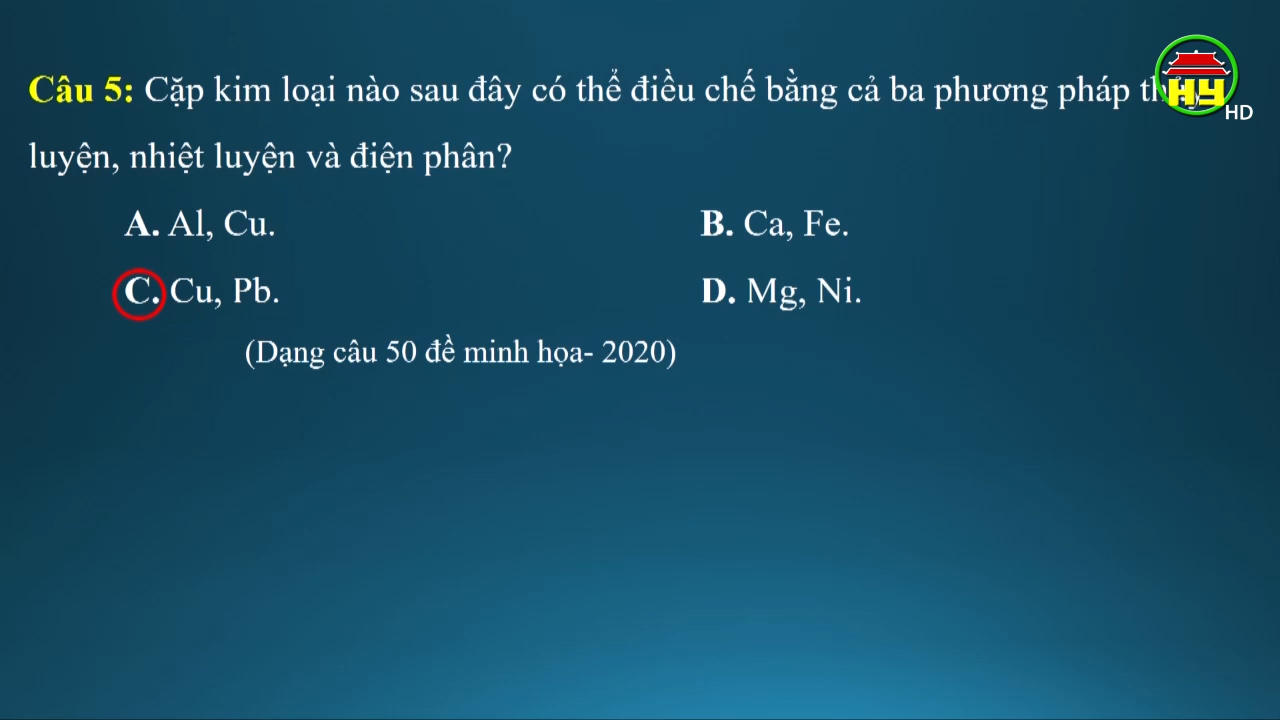 Câu 5: Cặp kim loại nào sau đây có thể điều chế bằng cả ba phương pháp
luyện, nhiệt luyện và điện phân?
A. Al, Cu.
B. Ca, Fe.
C. Cu, Pb.
D. Mg, Ni.
(Dạng câu 50 đề minh họa- 2020)
HY
HD